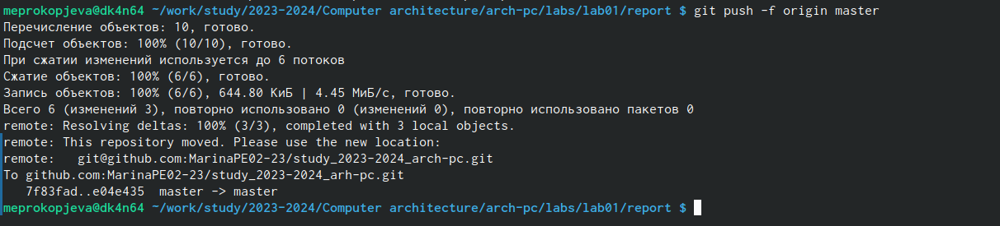 meprokopjeva@dk4n64 ~/work/study/2023-2024/Computer architecture/arch-pc/labs/lab01/report $ git push -f origin master
Перечисление объектов: 10, готово.
Подсчет объектов: 100% (10/10), готово.
При сжатии изменений используется до 6 потоков
Сжатие объектов: 100% (6/6), готово.
Запись объектов: 100% (6/6), 644.80 КиБ | 4.45 МиБ/с, готово.
Всего 6 (изменений 3), повторно использовано 0 (изменений 0), повторно использовано пакетов 0
remote: Resolving deltas: 100% (3/3), completed with 3 local objects.
remote: This repository moved. Please use the new location:
remote:   git@github.com:MarinaPE02-23/study_2023-2024_arch-pc.git
To github.com:MarinaPE02-23/study_2023-2024_arh-pc.git
   7f83fad..e04e435  master -> master
meprokopjeva@dk4n64 ~/work/study/2023-2024/Computer architecture/arch-pc/labs/lab01/report $